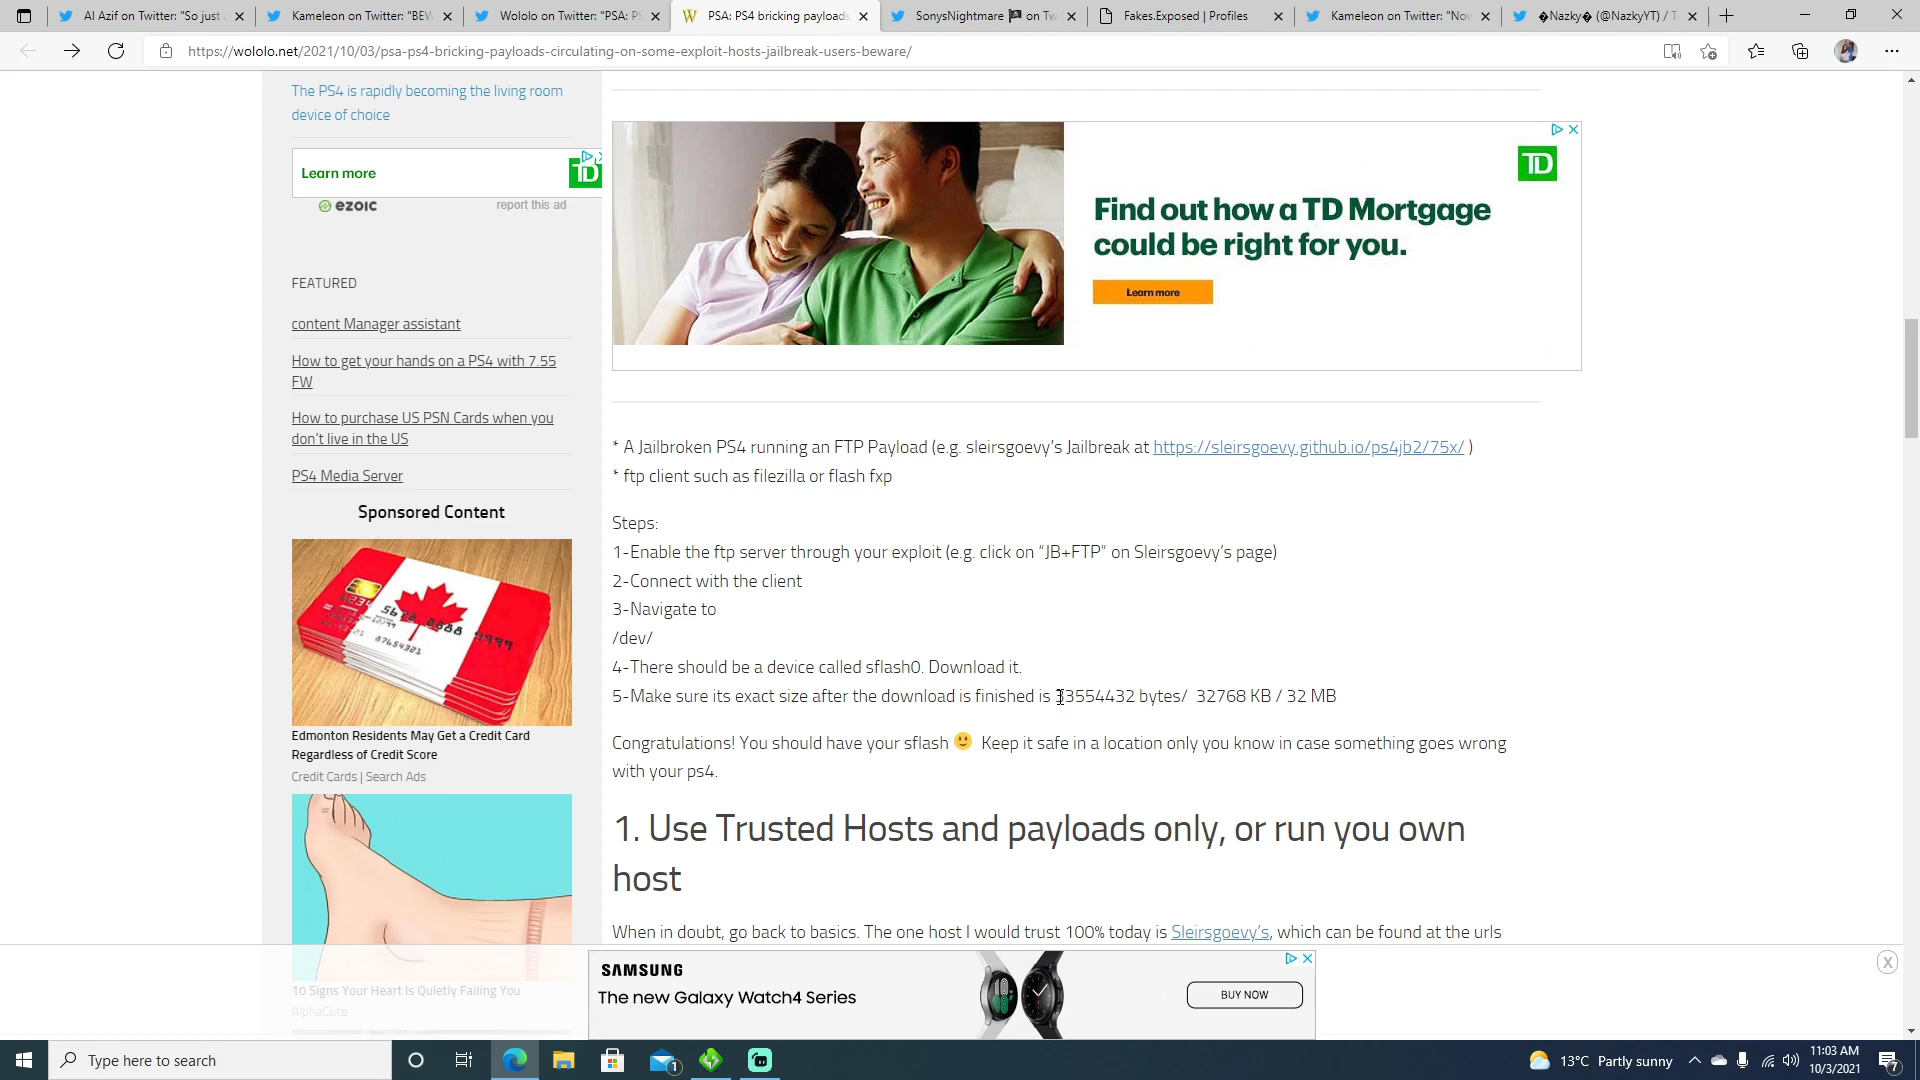 Al Azif on Twitter: "So just
Kameleon on Twitter: "BEW
Wololo on Twitter: "PSA: PS
PSA: PS4 bricking payloads
SonysNightmare 🏴 on Tw
Fakes.Exposed | Profiles
Kameleon on Twitter: "Nov
�Nazky� (@NazkyYT) / T
https://wololo.net/2021/10/03/psa-ps4-bricking-payloads-circulating-on-some-exploit-hosts-jailbreak-users-beware/
The PS4 is rapidly becoming the living room
device of choice
Learn more
TD
ezoic
report this ad
FEATURED
content Manager assistant
How to get your hands on a PS4 with 7.55
FW
How to purchase US PSN Cards when you
don't live in the US
PS4 Media Server
Sponsored Content
5678 8888 9999
87654321
Edmonton Residents May Get a Credit Card
Regardless of Credit Score
Credit Cards | Search Ads
10 Signs Your Heart Is Quietly Failing You
AlphaCute
TD
Find out how a TD Mortgage
could be right for you.
Learn more
* A Jailbroken PS4 running an FTP Payload (e.g. sleirsgoevy's Jailbreak at https://sleirsgoevy.github.io/ps4jb2/75x/ )
* ftp client such as filezilla or flash fxp
Steps:
1-Enable the ftp server through your exploit (e.g. click on “JB+FTP” on Sleirsgoevy's page)
2-Connect with the client
3-Navigate to
/dev/
4-There should be a device called sflash0. Download it.
5-Make sure its exact size after the download is finished is 33554432 bytes/ 32768 KB / 32 MB
Congratulations! You should have your sflash 🙂 Keep it safe in a location only you know in case something goes wrong
with your ps4.
1. Use Trusted Hosts and payloads only, or run you own
host
When in doubt, go back to basics. The one host I would trust 100% today is Sleirsgoevy's, which can be found at the urls
SAMSUNG
The new Galaxy Watch4 Series
BUY NOW
Type here to search
1
13°C Partly sunny
11:03 AM
10/3/2021
7